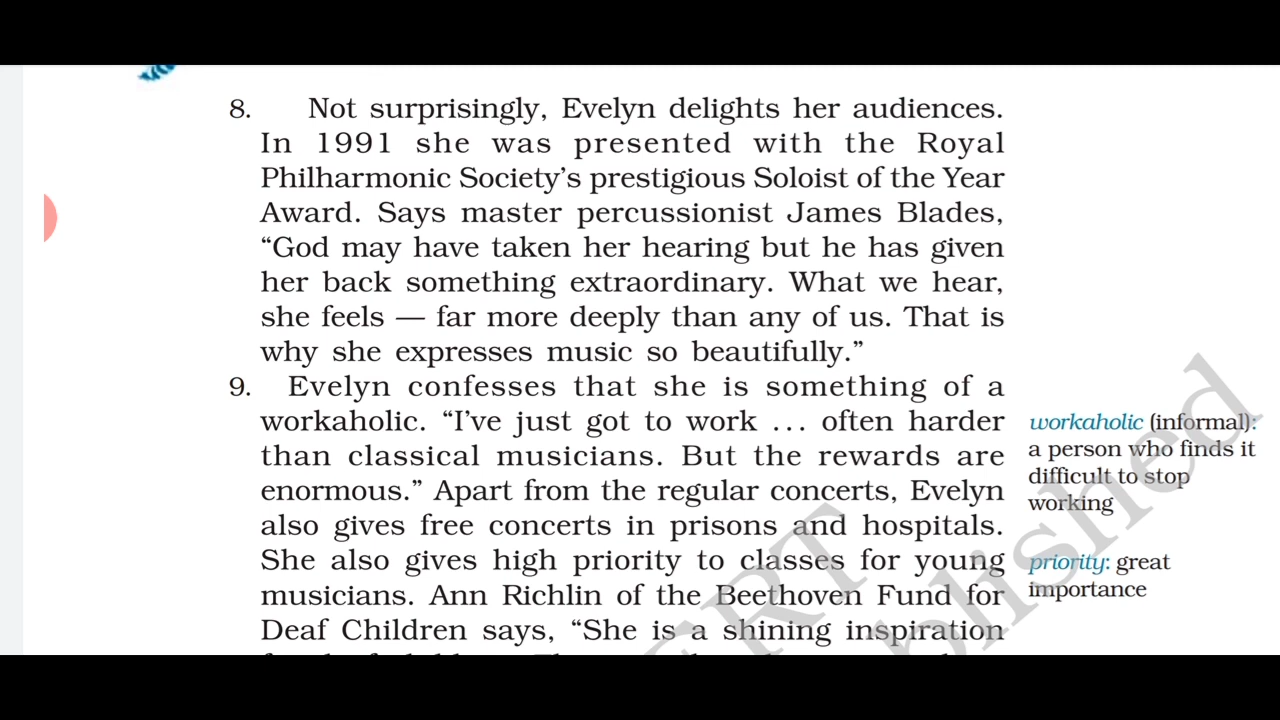 8. Not surprisingly, Evelyn delights her audiences.
In 1991 she was presented with the Royal
Philharmonic Society’s prestigious Soloist of the Year
Award. Says master percussionist James Blades,
“God may have taken her hearing but he has given
her back something extraordinary. What we hear,
she feels — far more deeply than any of us. That is
why she expresses music so beautifully.”
9. Evelyn confesses that she is something of a
workaholic. “I’ve just got to work … often harder
than classical musicians. But the rewards are
enormous.” Apart from the regular concerts, Evelyn
also gives free concerts in prisons and hospitals.
She also gives high priority to classes for young
musicians. Ann Richlin of the Beethoven Fund for
Deaf Children says, “She is a shining inspiration
workaholic (informal):
a person who finds it
difficult to stop
working
priority: great
importance